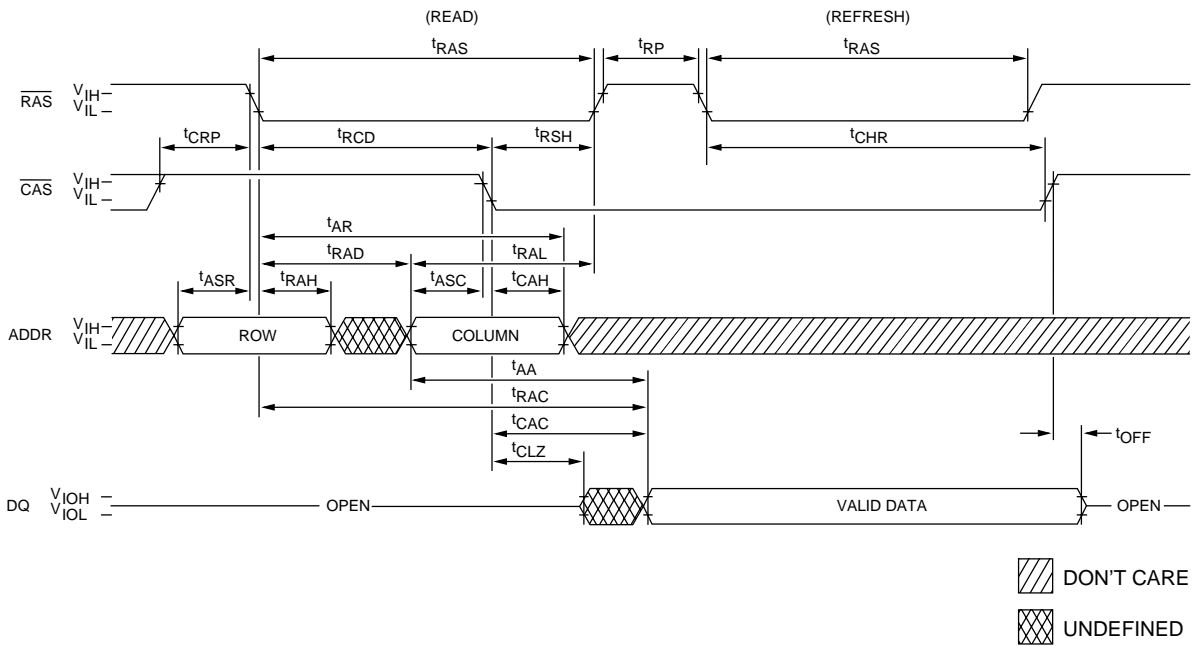 (READ) (REFRESH)
tRAS tRP tRAS
RAS VIH VIL
tCRP tRCD tRSH tCHR
CAS VIH VIL
tAR
tRAD tRAL
tASR tRAH tASC tCAH
ADDR VIH VIL ROW COLUMN
tAA
tRAC
tCAC tOFF
tCLZ
DQ VIOH VIOL OPEN VALID DATA OPEN
DON'T CARE
UNDEFINED